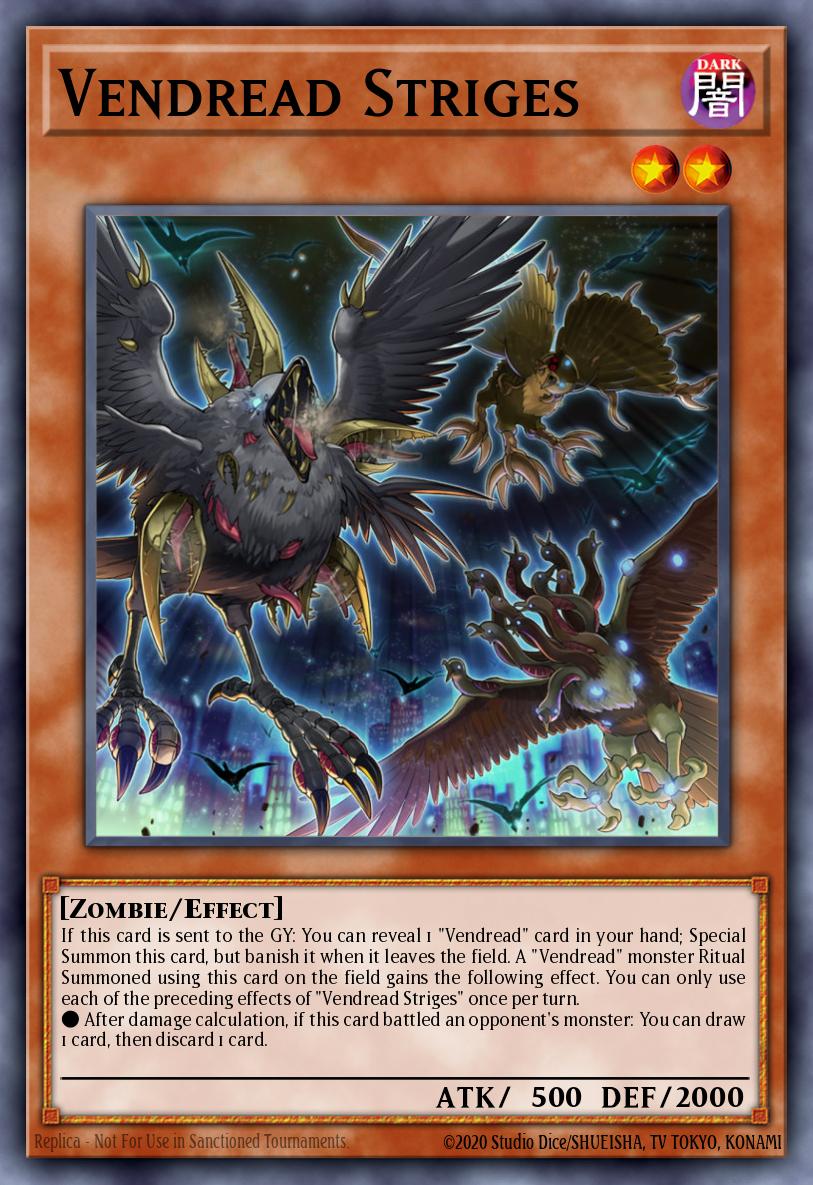 VENDREAD STRIGES
DARK
闇
[ZOMBIE/EFFECT]
If this card is sent to the GY: You can reveal 1 "Vendread" card in your hand; Special
Summon this card, but banish it when it leaves the field. A "Vendread" monster Ritual
Summoned using this card on the field gains the following effect. You can only use
each of the preceding effects of "Vendread Striges" once per turn.
● After damage calculation, if this card battled an opponent's monster: You can draw
1 card, then discard 1 card.
ATK/ 500 DEF/2000
Replica - Not For Use in Sanctioned Tournaments.
©2020 Studio Dice/SHUEISHA, TV TOKYO, KONAMI